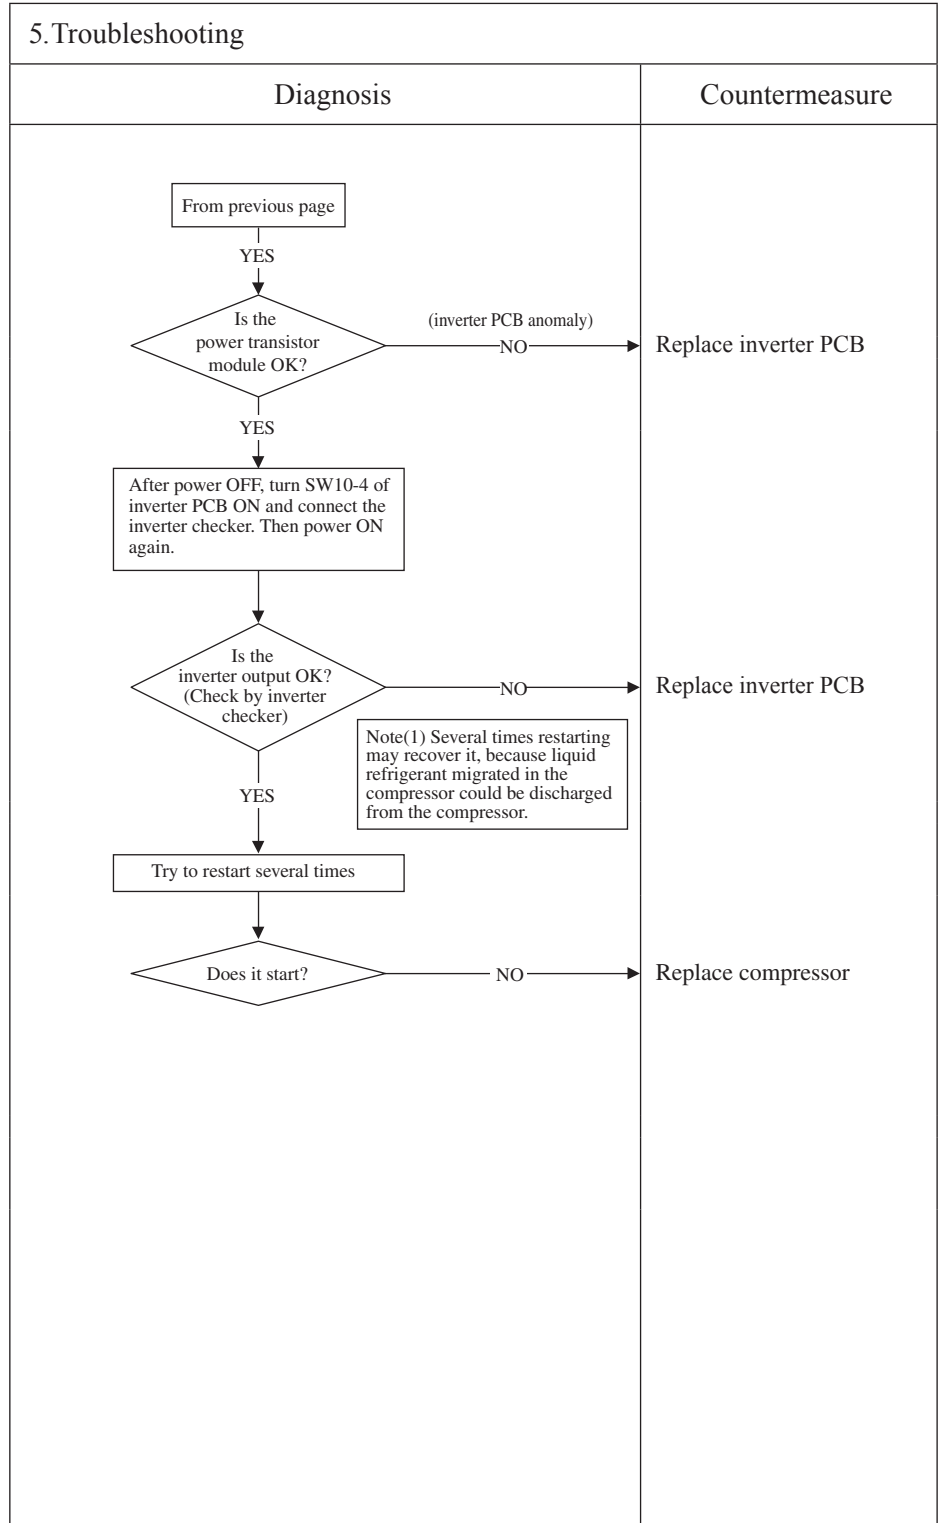 5.Troubleshooting
Diagnosis
Countermeasure
From previous page
YES
Is the
power transistor
module OK?
(inverter PCB anomaly)
NO
Replace inverter PCB
YES
After power OFF, turn SW10-4 of
inverter PCB ON and connect the
inverter checker. Then power ON
again.
Is the
inverter output OK?
(Check by inverter
checker)
NO
Replace inverter PCB
Note(1) Several times restarting
may recover it, because liquid
refrigerant migrated in the
compressor could be discharged
from the compressor.
YES
Try to restart several times
Does it start?
NO
Replace compressor